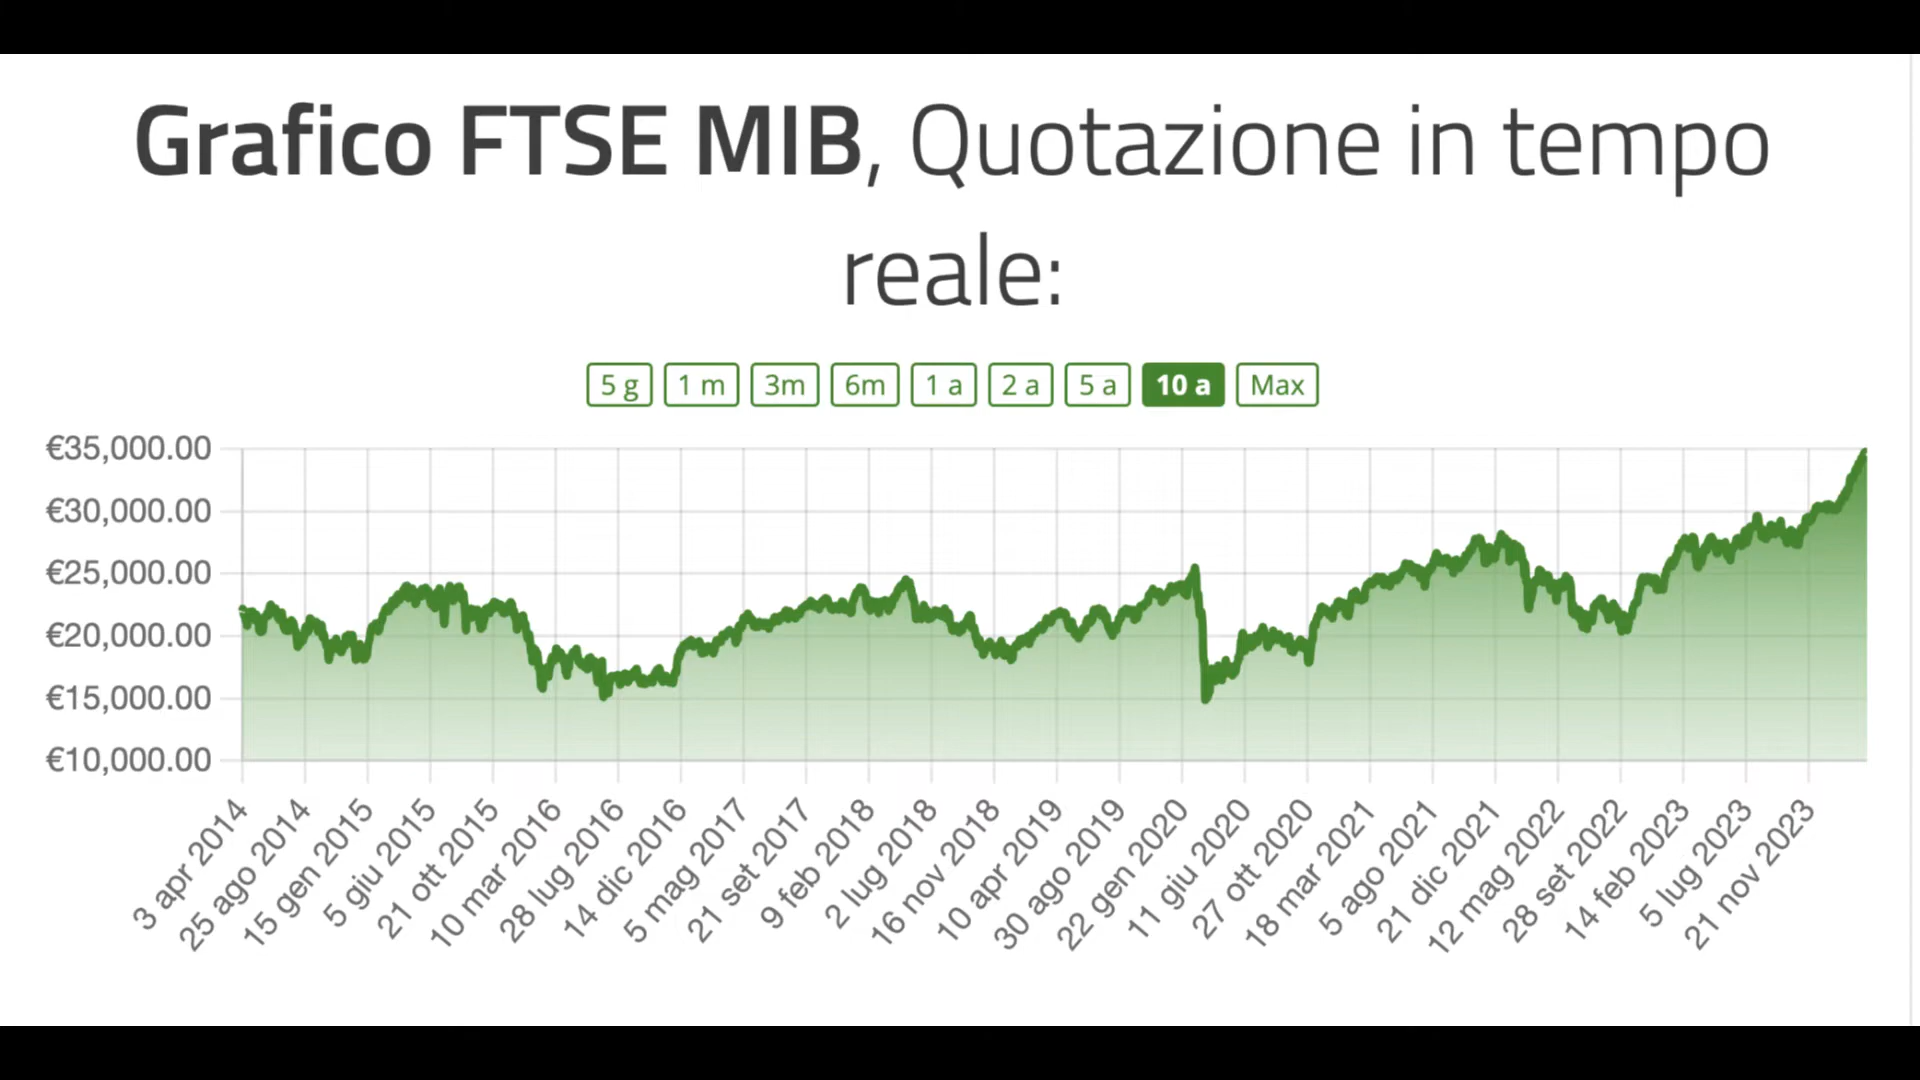 Grafico FTSE MIB, Quotazione in tempo
reale:
5 g 1 m 3m 6m 1 a 2 a 5 a 10 a Max
€35,000.00
€30,000.00
€25,000.00
€20,000.00
€15,000.00
€10,000.00
3 apr 2014
25 ago 2014
15 gen 2015
5 giu 2015
21 ott 2015
10 mar 2016
28 lug 2016
14 dic 2016
5 mag 2017
21 set 2017
9 feb 2018
2 lug 2018
16 nov 2018
10 apr 2019
30 ago 2019
22 gen 2020
11 giu 2020
27 ott 2020
18 mar 2021
5 ago 2021
21 dic 2021
12 mag 2022
28 set 2022
14 feb 2023
5 lug 2023
21 nov 2023